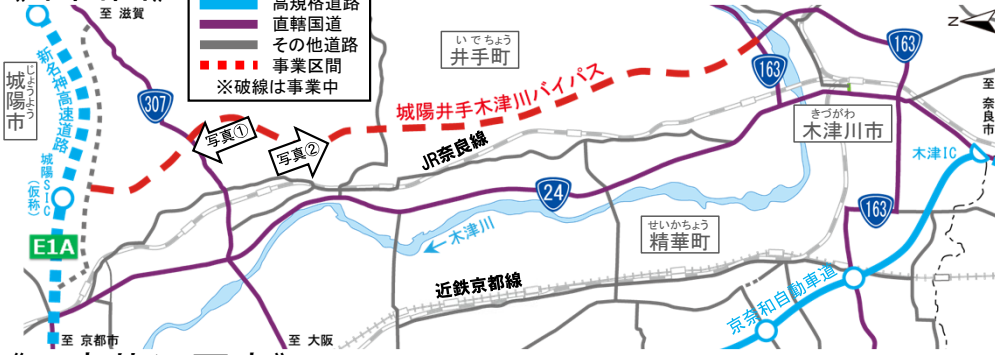 至 滋賀
高規格道路
直轄国道
その他道路
事業区間
※破線は事業中
じょうよう
城陽市
新名神高速道路
城陽SIC
(仮称)
E1A
307
写真①
写真②
いでちょう
井手町
城陽井手木津川バイパス
JR奈良線
163
163
N
至 奈良市
きづがわ
木津川市
木津IC
24
木津川
せいかちょう
精華町
163
近鉄京都線
京奈和自動車道
至 京都市
至 大阪